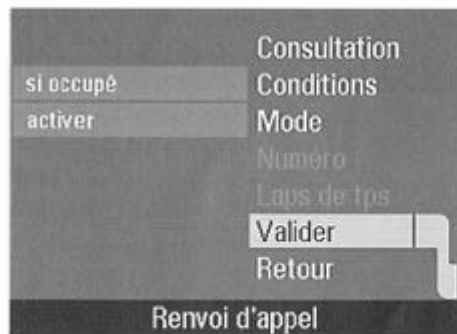 Consultation
si occupé Conditions
activer Mode
Numéro
Laps de tps
Valider
Retour
Renvoi d'appel